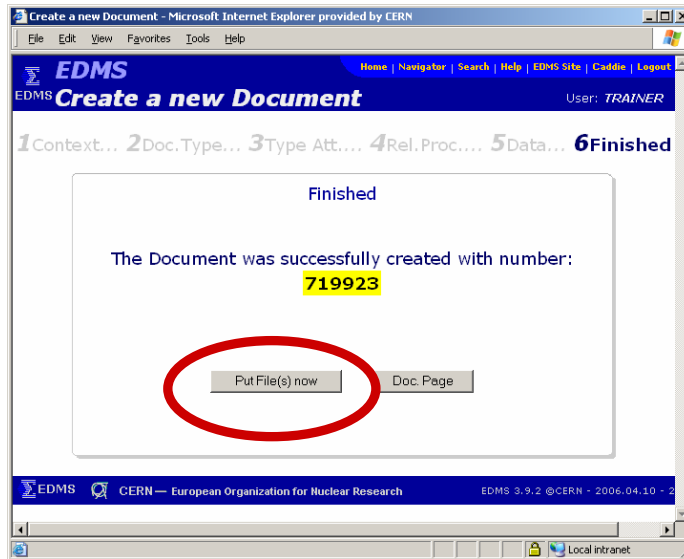 Create a new Document - Microsoft Internet Explorer provided by CERN
File Edit View Favorites Tools Help
EDMS
Home | Navigator | Search | Help | EDMS Site | Caddie | Logout
EDMS Create a new Document
User: TRAINER
1Context... 2Doc.Type... 3Type Att.... 4Rel.Proc.... 5Data... 6Finished
Finished
The Document was successfully created with number:
719923
Put File(s) now Doc. Page
EDMS CERN — European Organization for Nuclear Research EDMS 3.9.2 ©CERN - 2006.04.10 - 2
Local intranet